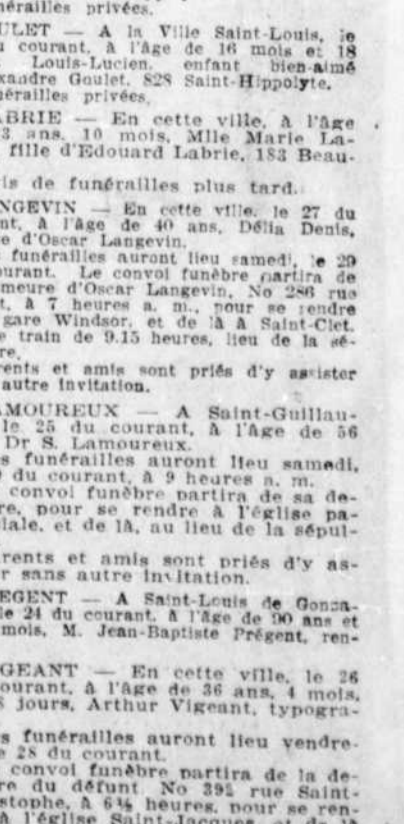 nérailles privées.
ULET — A la Ville Saint-Louis, le
u courant, à l'âge de 16 mois et 18
Louis-Lucien, enfant bien-aimé
xandre Goulet, 828 Saint-Hippolyte.
nérailles privées.
ABRIE — En cette ville, à l'âge
3 ans, 10 mois, Mlle Marie La-
fille d'Edouard Labrie, 183 Beau-
is de funérailles plus tard.
NGEVIN — En cette ville, le 27 du
nt, à l'âge de 40 ans, Délia Denis,
e d'Oscar Langevin.
funérailles auront lieu samedi, le 29
ourant. Le convoi funèbre partira de
meure d'Oscar Langevin, No 286 rue
t, à 7 heures a. m., pour se rendre
gare Windsor, et de là à Saint-Clet.
e train de 9.15 heures, lieu de la sé-
re.
rents et amis sont priés d'y assister
autre invitation.
AMOUREUX — A Saint-Guillau-
le 25 du courant, à l'âge de 56
Dr S. Lamoureux.
s funérailles auront lieu samedi,
du courant, à 9 heures a. m.
convoi funèbre partira de sa de-
re, pour se rendre à l'église pa-
iale, et de là, au lieu de la sépul-
rents et amis sont priés d'y as-
r sans autre invitation.
EGENT — A Saint-Louis de Gonza-
le 24 du courant, à l'âge de 90 ans et
mois, M. Jean-Baptiste Prégent, ren-
GEANT — En cette ville, le 26
ourant, à l'âge de 36 ans, 4 mois,
8 jours, Arthur Vigeant, typogra-
s funérailles auront lieu vendre-
e 28 du courant.
convoi funèbre partira de la de-
re du défunt, No 395 rue Saint-
stophe, à 6¼ heures, pour se ren-
à l'église Saint-Jacques, et de là